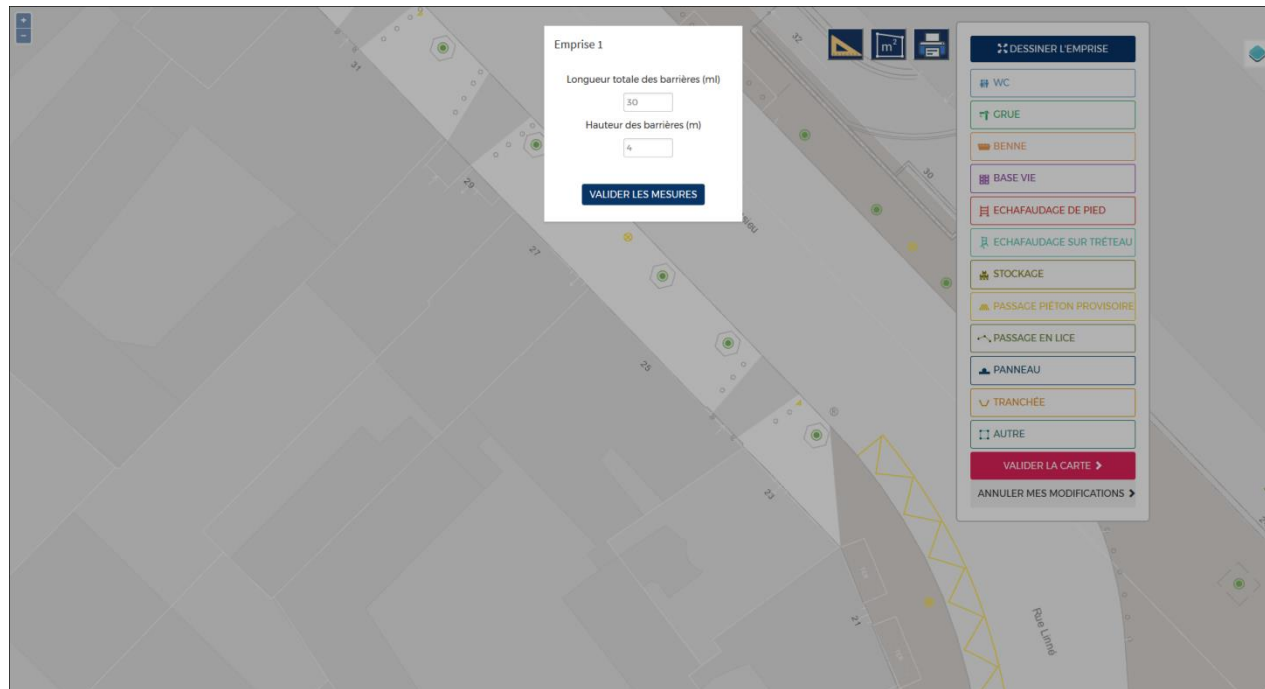 +
−
Emprise 1
Longueur totale des barrières (ml)
30
Hauteur des barrières (m)
4
VALIDER LES MESURES
m²
DESSINER L'EMPRISE
WC
GRUE
BENNE
BASE VIE
ECHAFAUDAGE DE PIED
ECHAFAUDAGE SUR TRÉTEAU
STOCKAGE
PASSAGE PIÉTON PROVISOIRE
PASSAGE EN LICE
PANNEAU
TRANCHÉE
AUTRE
VALIDER LA CARTE
ANNULER MES MODIFICATIONS
31
29
27
25
23
21
32
30
Rue Linné